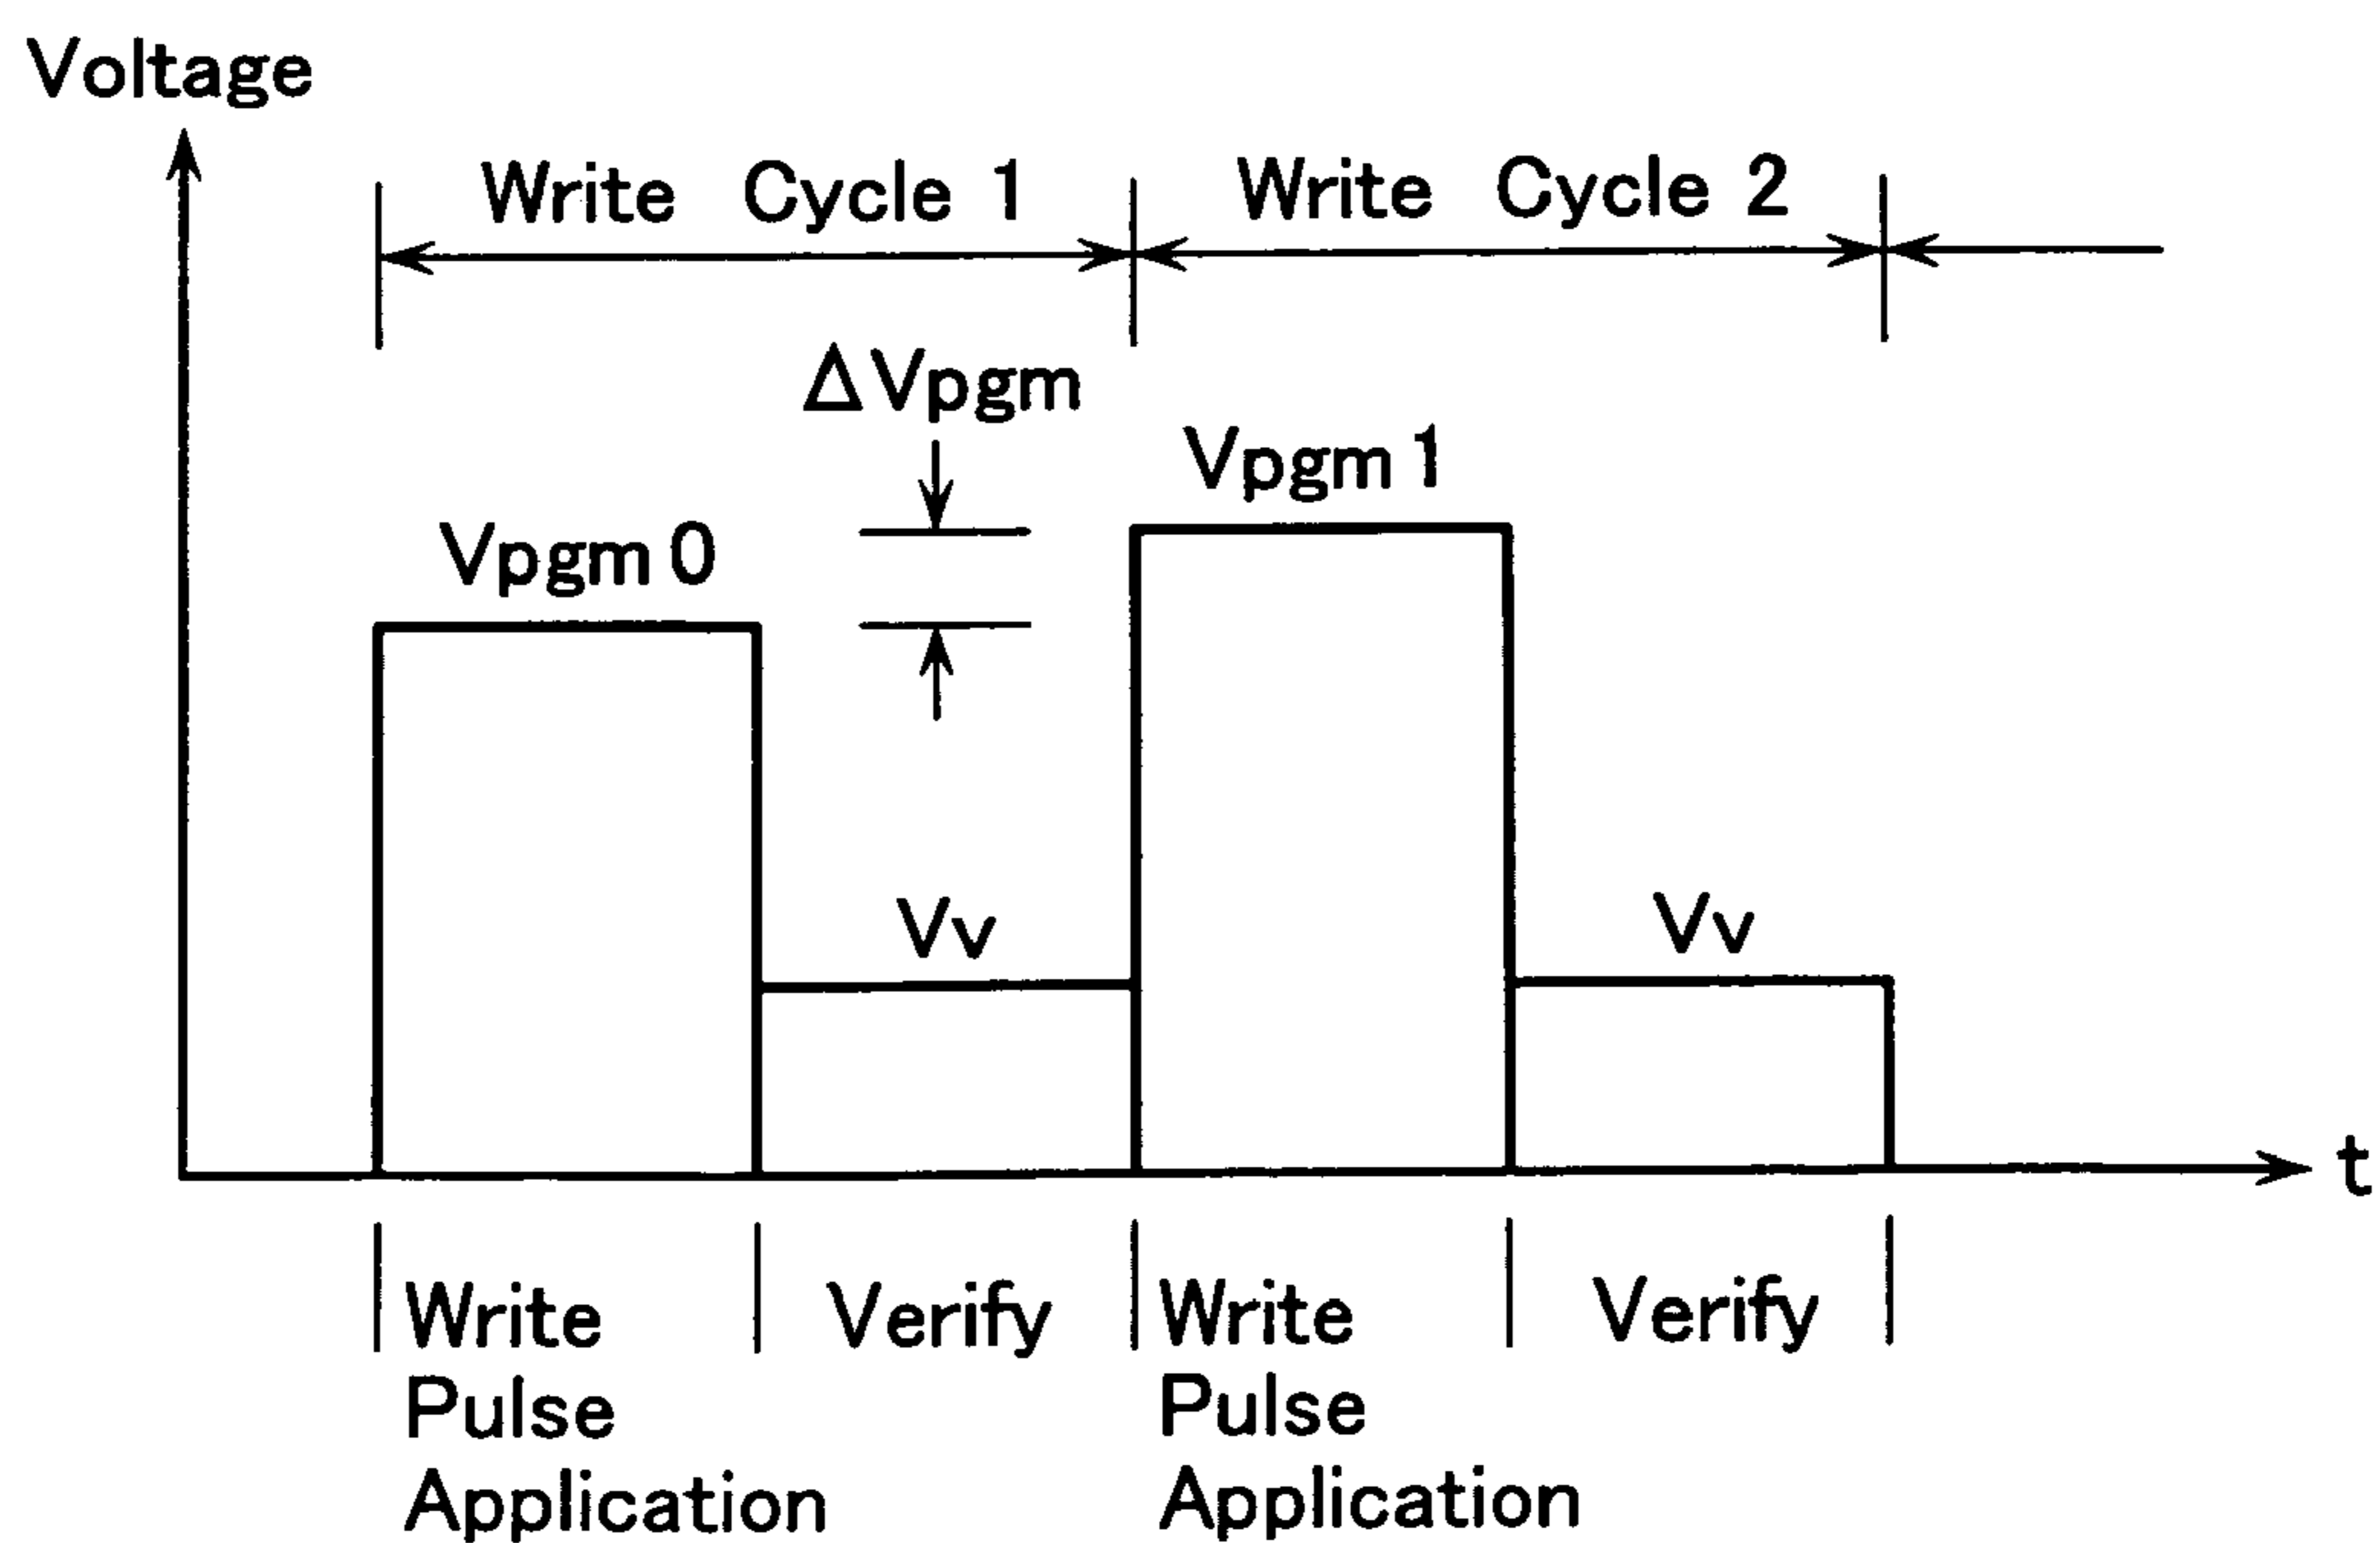 Voltage
Write Cycle 1
Write Cycle 2
ΔVpgm
Vpgm 1
Vpgm 0
Vv
Vv
t
Write
Pulse
Application
Verify
Write
Pulse
Application
Verify